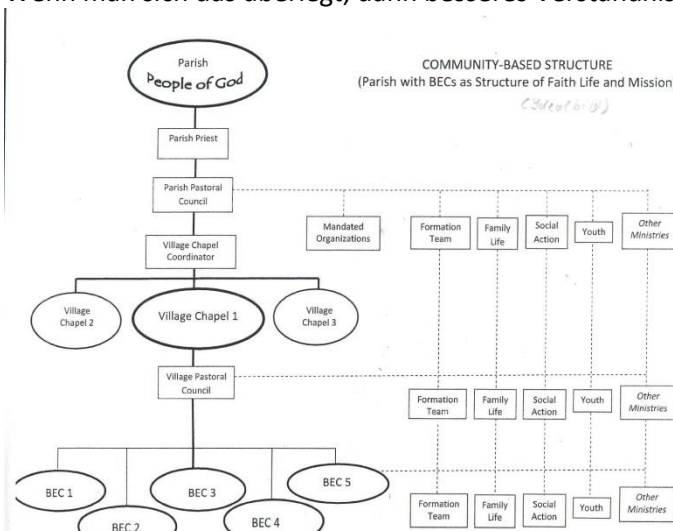 Wenn man sich das überlegt, dann besseres Verständnis
COMMUNITY-BASED STRUCTURE
(Parish with BECs as Structure of Faith Life and Mission
(Idealbild)
Parish
People of God
Parish Priest
Parish Pastoral
Council
Mandated
Organizations
Formation
Team
Family
Life
Social
Action
Youth
Other
Ministries
Village Chapel
Coordinator
Village
Chapel 2
Village Chapel 1
Village
Chapel 3
Village Pastoral
Council
Formation
Team
Family
Life
Social
Action
Youth
Other
Ministries
BEC 1
BEC 2
BEC 3
BEC 4
BEC 5
Formation
Team
Family
Life
Social
Action
Youth
Other
Ministries